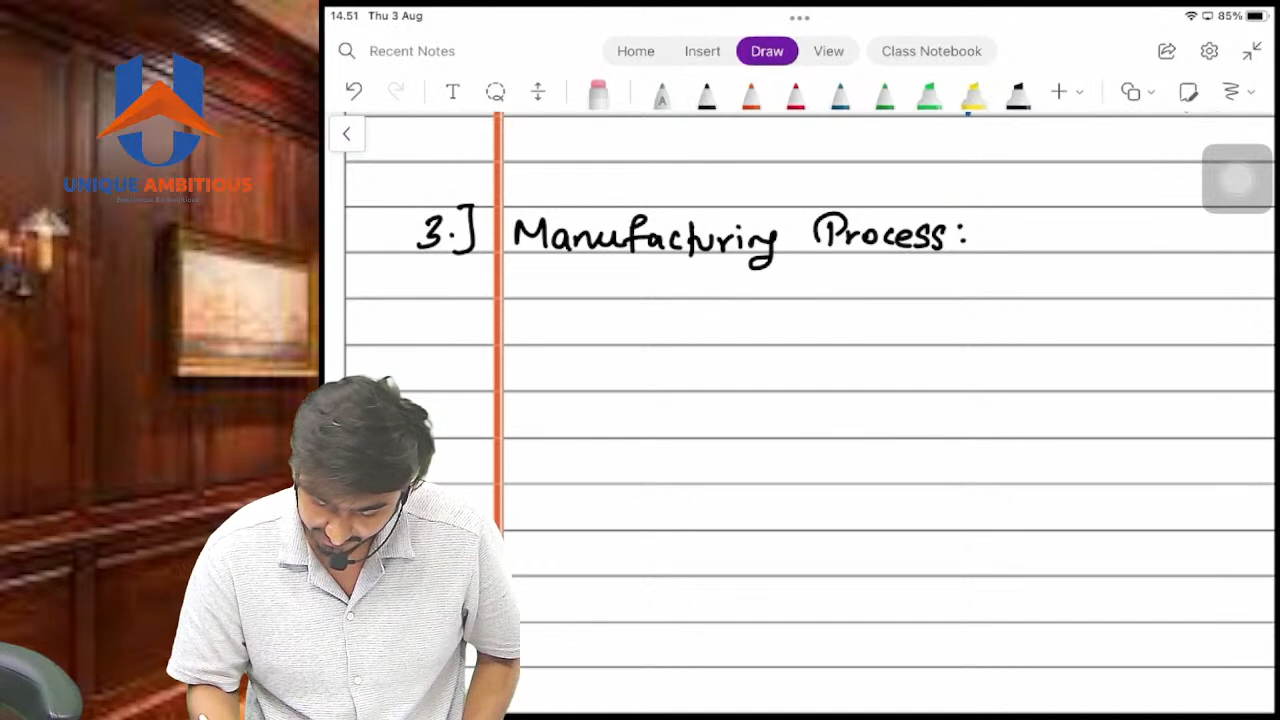 14.51 Thu 3 Aug
85%
Recent Notes
Home Insert Draw View Class Notebook
T
A
UNIQUE AMBITIOUS
3.] Manufacturing Process: